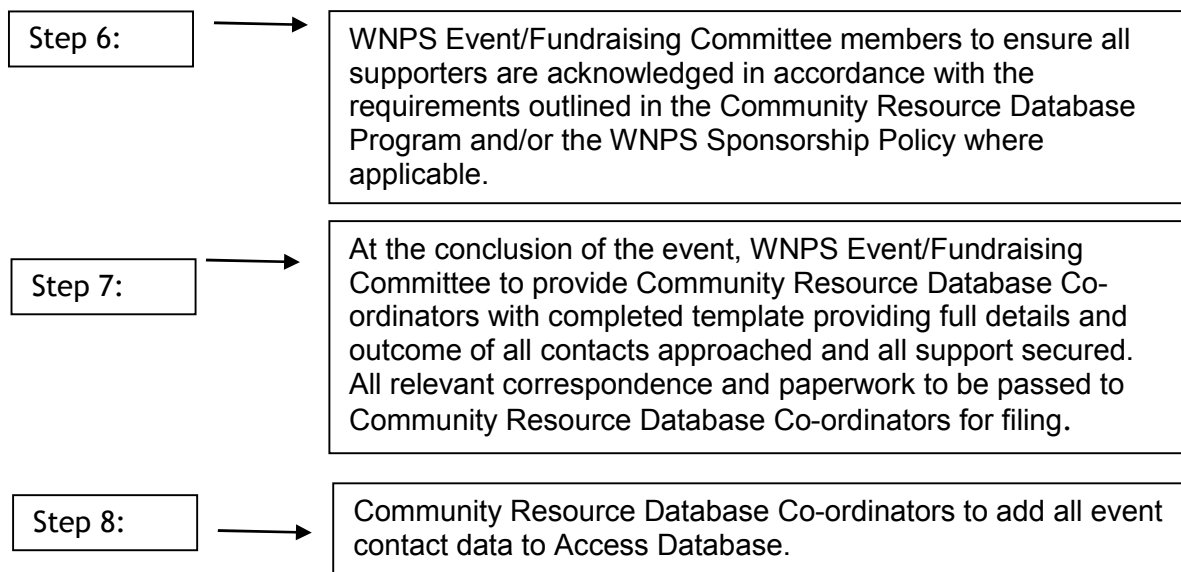 Step 6:
WNPS Event/Fundraising Committee members to ensure all
supporters are acknowledged in accordance with the
requirements outlined in the Community Resource Database
Program and/or the WNPS Sponsorship Policy where
applicable.
Step 7:
At the conclusion of the event, WNPS Event/Fundraising
Committee to provide Community Resource Database Co-
ordinators with completed template providing full details and
outcome of all contacts approached and all support secured.
All relevant correspondence and paperwork to be passed to
Community Resource Database Co-ordinators for filing.
Step 8:
Community Resource Database Co-ordinators to add all event
contact data to Access Database.